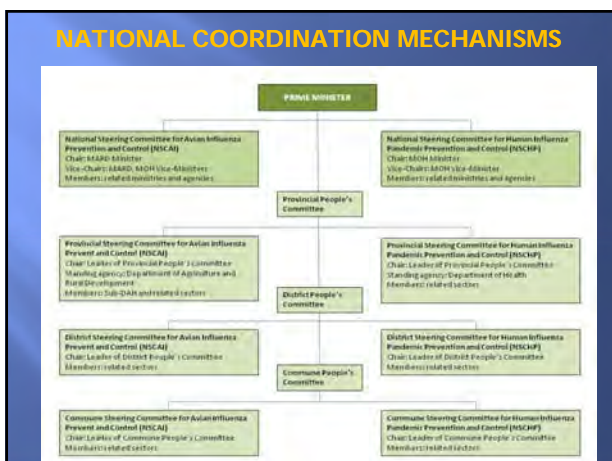 NATIONAL COORDINATION MECHANISMS
PRIME MINISTER
National Steering Committee for Avian Influenza
Prevention and Control (NSCAI)
Chair: MARD Minister
Vice-Chairs: MARD, MOH Vice-Ministers
Members: related ministries and agencies
National Steering Committee for Human Influenza
Pandemic Prevention and Control (NSCHP)
Chair: MOH Minister
Vice-Chairs: MOH Vice-Ministers
Members: related ministries and agencies
Provincial People's
Committee
Provincial Steering Committee for Avian Influenza
Prevent and Control (NSCAI)
Chair: Leader of Provincial People's Committee
Standing agency: Department of Agriculture and
Rural Development
Members: Sub-DAH and related sectors
Provincial Steering Committee for Human Influenza
Pandemic Prevention and Control (NSCHP)
Chair: Leader of Provincial People's Committee
Standing agency: Department of Health
Members: related sectors
District People's
Committee
District Steering Committee for Avian Influenza
Prevent and Control (NSCAI)
Chair: Leader of District People's Committee
Members: related sectors
District Steering Committee for Human Influenza
Pandemic Prevention and Control (NSCHP)
Chair: Leader of District People's Committee
Members: related sectors
Commune People's
Committee
Commune Steering Committee for Avian Influenza
Prevent and Control (NSCAI)
Chair: Leader of Commune People's Committee
Members: related sectors
Commune Steering Committee for Human Influenza
Pandemic Prevention and Control (NSCHP)
Chair: Leader of Commune People's Committee
Members: related sectors